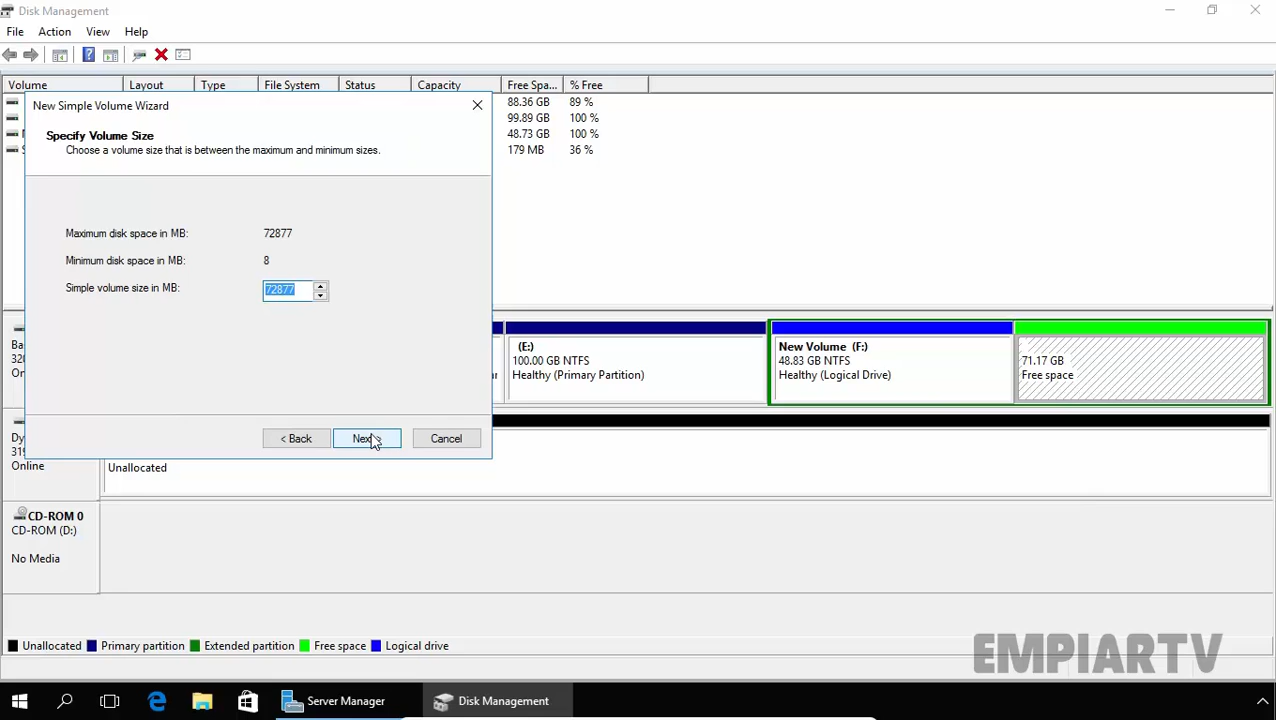 Disk Management
File Action View Help
Volume Layout Type File System Status Capacity Free Spa... % Free
88.36 GB 89 %
99.89 GB 100 %
48.73 GB 100 %
179 MB 36 %
New Simple Volume Wizard
Specify Volume Size
Choose a volume size that is between the maximum and minimum sizes.
Maximum disk space in MB: 72877
Minimum disk space in MB: 8
Simple volume size in MB: 72877
< Back Next > Cancel
(E:)
100.00 GB NTFS
Healthy (Primary Partition)
New Volume (F:)
48.83 GB NTFS
Healthy (Logical Drive)
71.17 GB
Free space
Online
Unallocated
CD-ROM 0
CD-ROM (D:)
No Media
Unallocated Primary partition Extended partition Free space Logical drive
EMPIARTV
Server Manager Disk Management